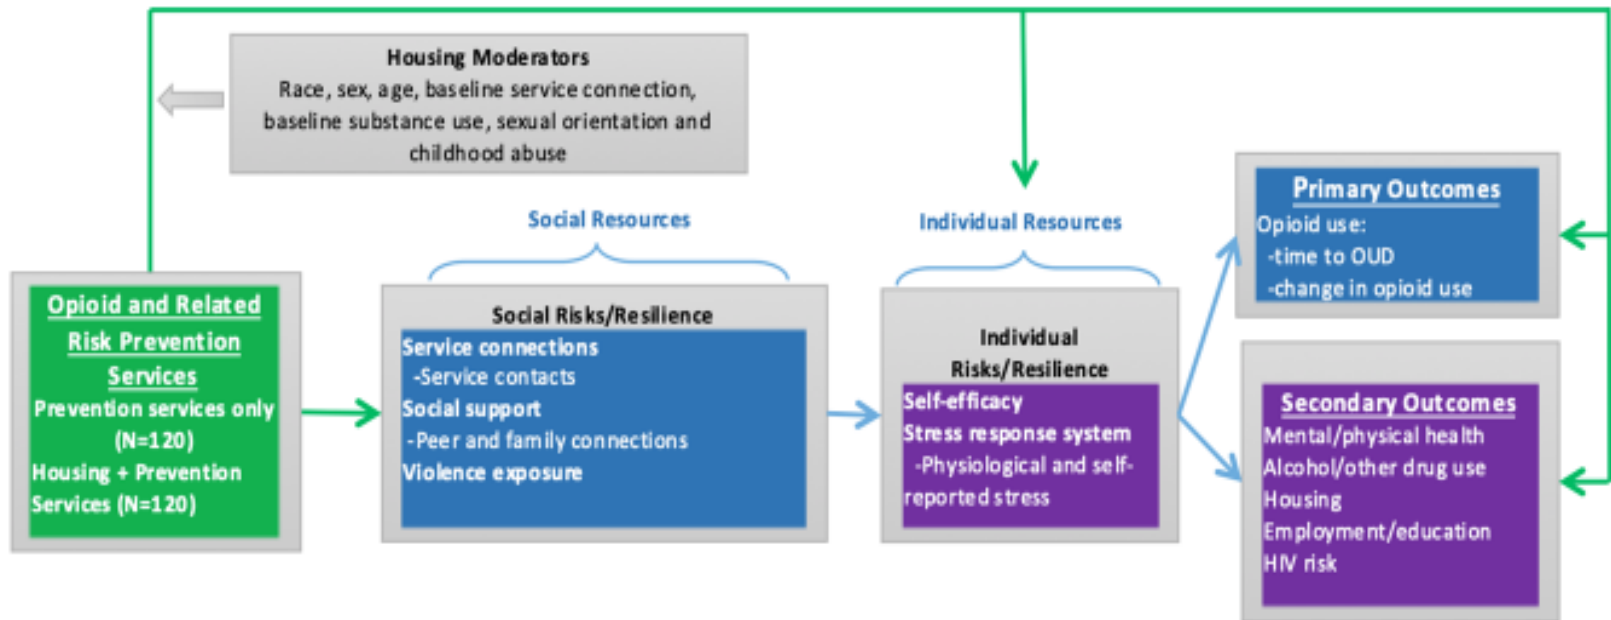 Housing Moderators
Race, sex, age, baseline service connection,
baseline substance use, sexual orientation and
childhood abuse
Social Resources
Individual Resources
Opioid and Related
Risk Prevention
Services
Prevention services only
(N=120)
Housing + Prevention
Services (N=120)
Social Risks/Resilience
Service connections
-Service contacts
Social support
-Peer and family connections
Violence exposure
Individual
Risks/Resilience
Self-efficacy
Stress response system
-Physiological and self-
reported stress
Primary Outcomes
Opioid use:
-time to OUD
-change in opioid use
Secondary Outcomes
Mental/physical health
Alcohol/other drug use
Housing
Employment/education
HIV risk